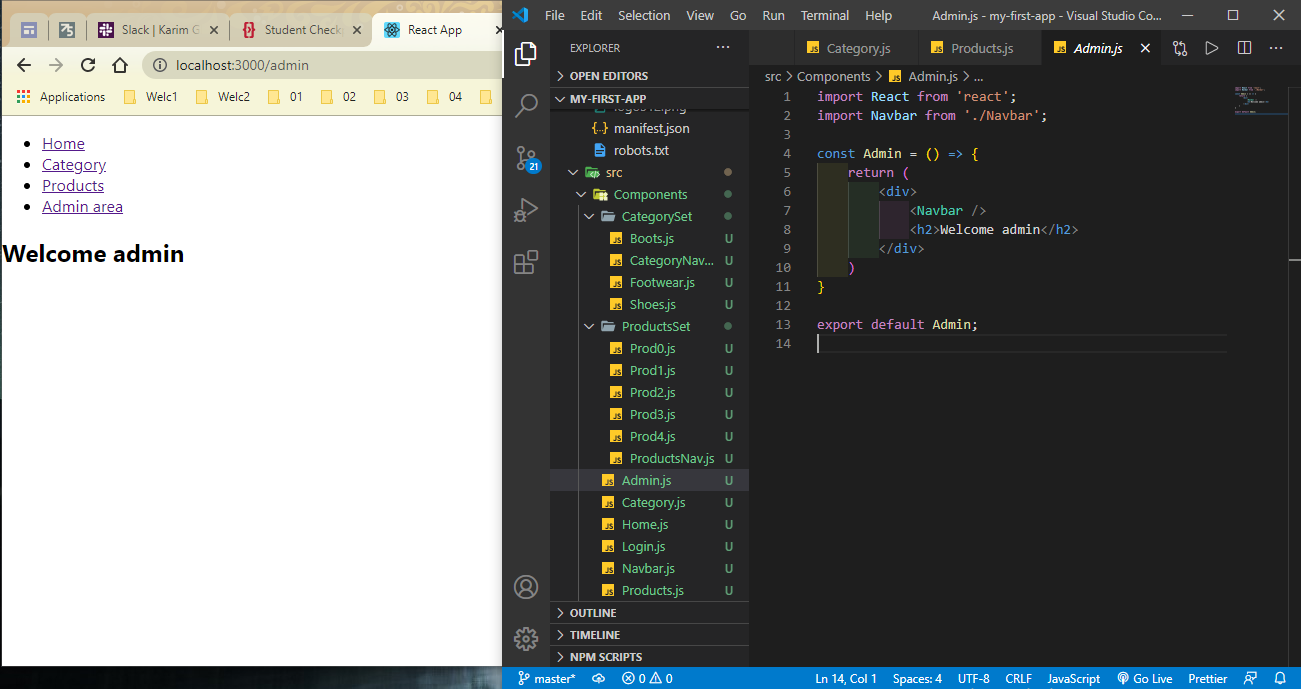 Slack | Karim G
Student Check
React App
localhost:3000/admin
Applications
Welc1
Welc2
01
02
03
04
Home
Category
Products
Admin area
Welcome admin
File Edit Selection View Go Run Terminal Help
Admin.js - my-first-app - Visual Studio Co...
EXPLORER
OPEN EDITORS
MY-FIRST-APP
manifest.json
robots.txt
src
Components
CategorySet
Boots.js U
CategoryNav... U
Footwear.js U
Shoes.js U
ProductsSet
Prod0.js U
Prod1.js U
Prod2.js U
Prod3.js U
Prod4.js U
ProductsNav.js U
Admin.js U
Category.js U
Home.js U
Login.js U
Navbar.js U
Products.js U
OUTLINE
TIMELINE
NPM SCRIPTS
21
JS Category.js
JS Products.js
JS Admin.js
src > Components > JS Admin.js > ...
1 import React from 'react';
2 import Navbar from './Navbar';
3
4 const Admin = () => {
5 return (
6 <div>
7 <Navbar />
8 <h2>Welcome admin</h2>
9 </div>
10 )
11 }
12
13 export default Admin;
14
master* 0 0 Ln 14, Col 1 Spaces: 4 UTF-8 CRLF JavaScript Go Live Prettier